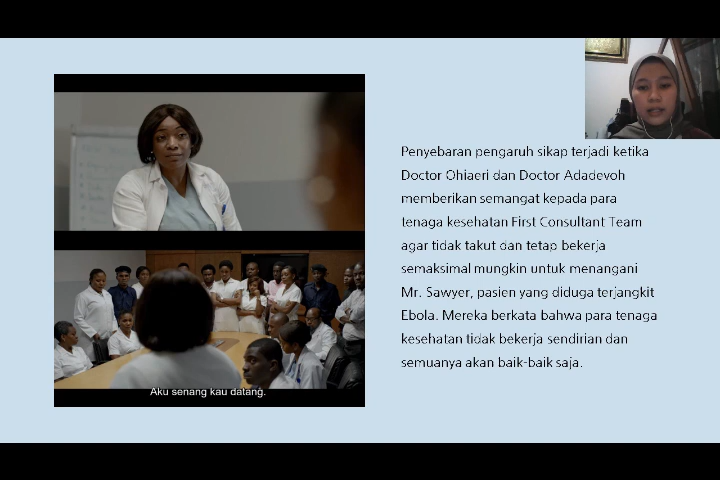 Penyebaran pengaruh sikap terjadi ketika
Doctor Ohiaeri dan Doctor Adadevoh
memberikan semangat kepada para
tenaga kesehatan First Consultant Team
agar tidak takut dan tetap bekerja
semaksimal mungkin untuk menangani
Mr. Sawyer, pasien yang diduga terjangkit
Ebola. Mereka berkata bahwa para tenaga
kesehatan tidak bekerja sendirian dan
semuanya akan baik-baik saja.
Aku senang kau datang.